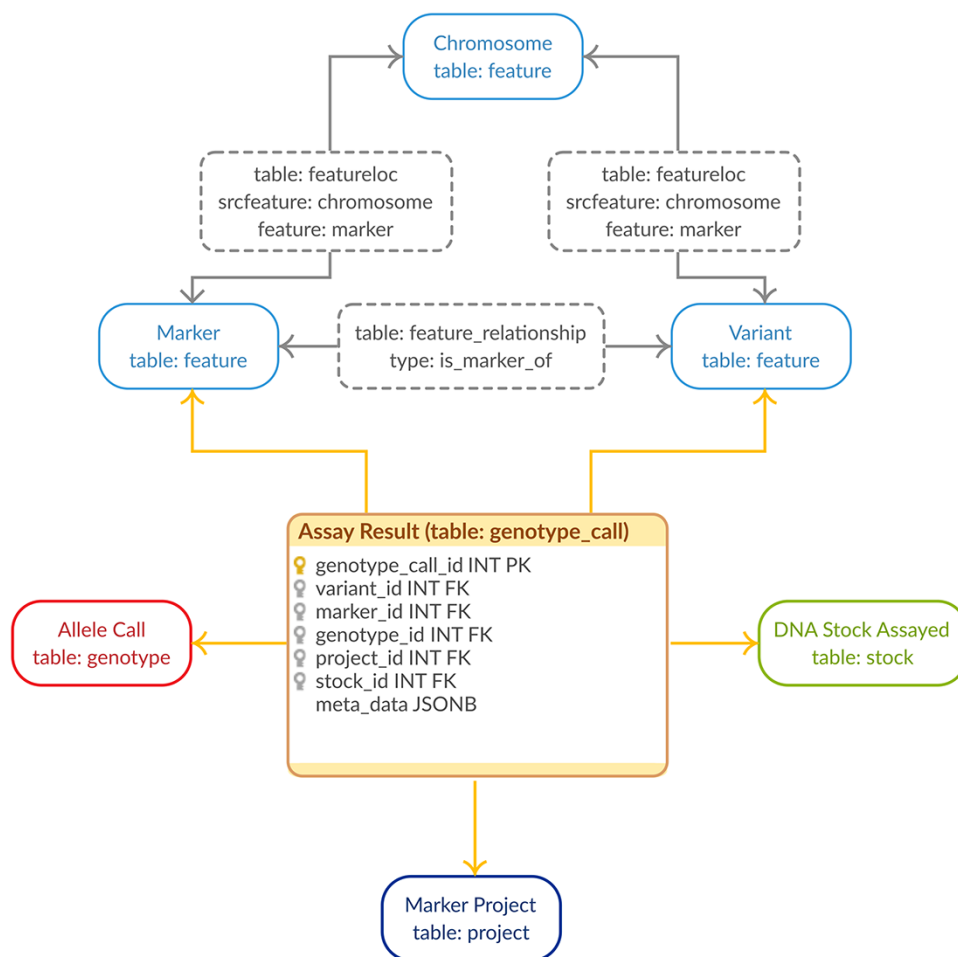 Chromosome
table: feature
table: featureloc
srcfeature: chromosome
feature: marker
table: featureloc
srcfeature: chromosome
feature: marker
Marker
table: feature
table: feature_relationship
type: is_marker_of
Variant
table: feature
Assay Result (table: genotype_call)
genotype_call_id INT PK
variant_id INT FK
marker_id INT FK
genotype_id INT FK
project_id INT FK
stock_id INT FK
meta_data JSONB
Allele Call
table: genotype
DNA Stock Assayed
table: stock
Marker Project
table: project